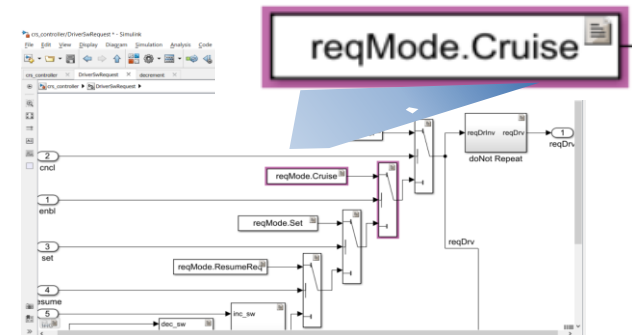 crs_controller/DriverSwRequest * - Simulink
File Edit View Display Diagram Simulation Analysis Code
crs_controller DriverSwRequest decrement
crs_controller DriverSwRequest
reqMode.Cruise
2
cncl
reqMode.Cruise
1
enbl
reqMode.Set
3
set
reqMode.ResumeReq
4
esume
5
dec_sw
inc_sw
reqDrInv reqDrv
doNot Repeat
1
reqDrv
reqDrv